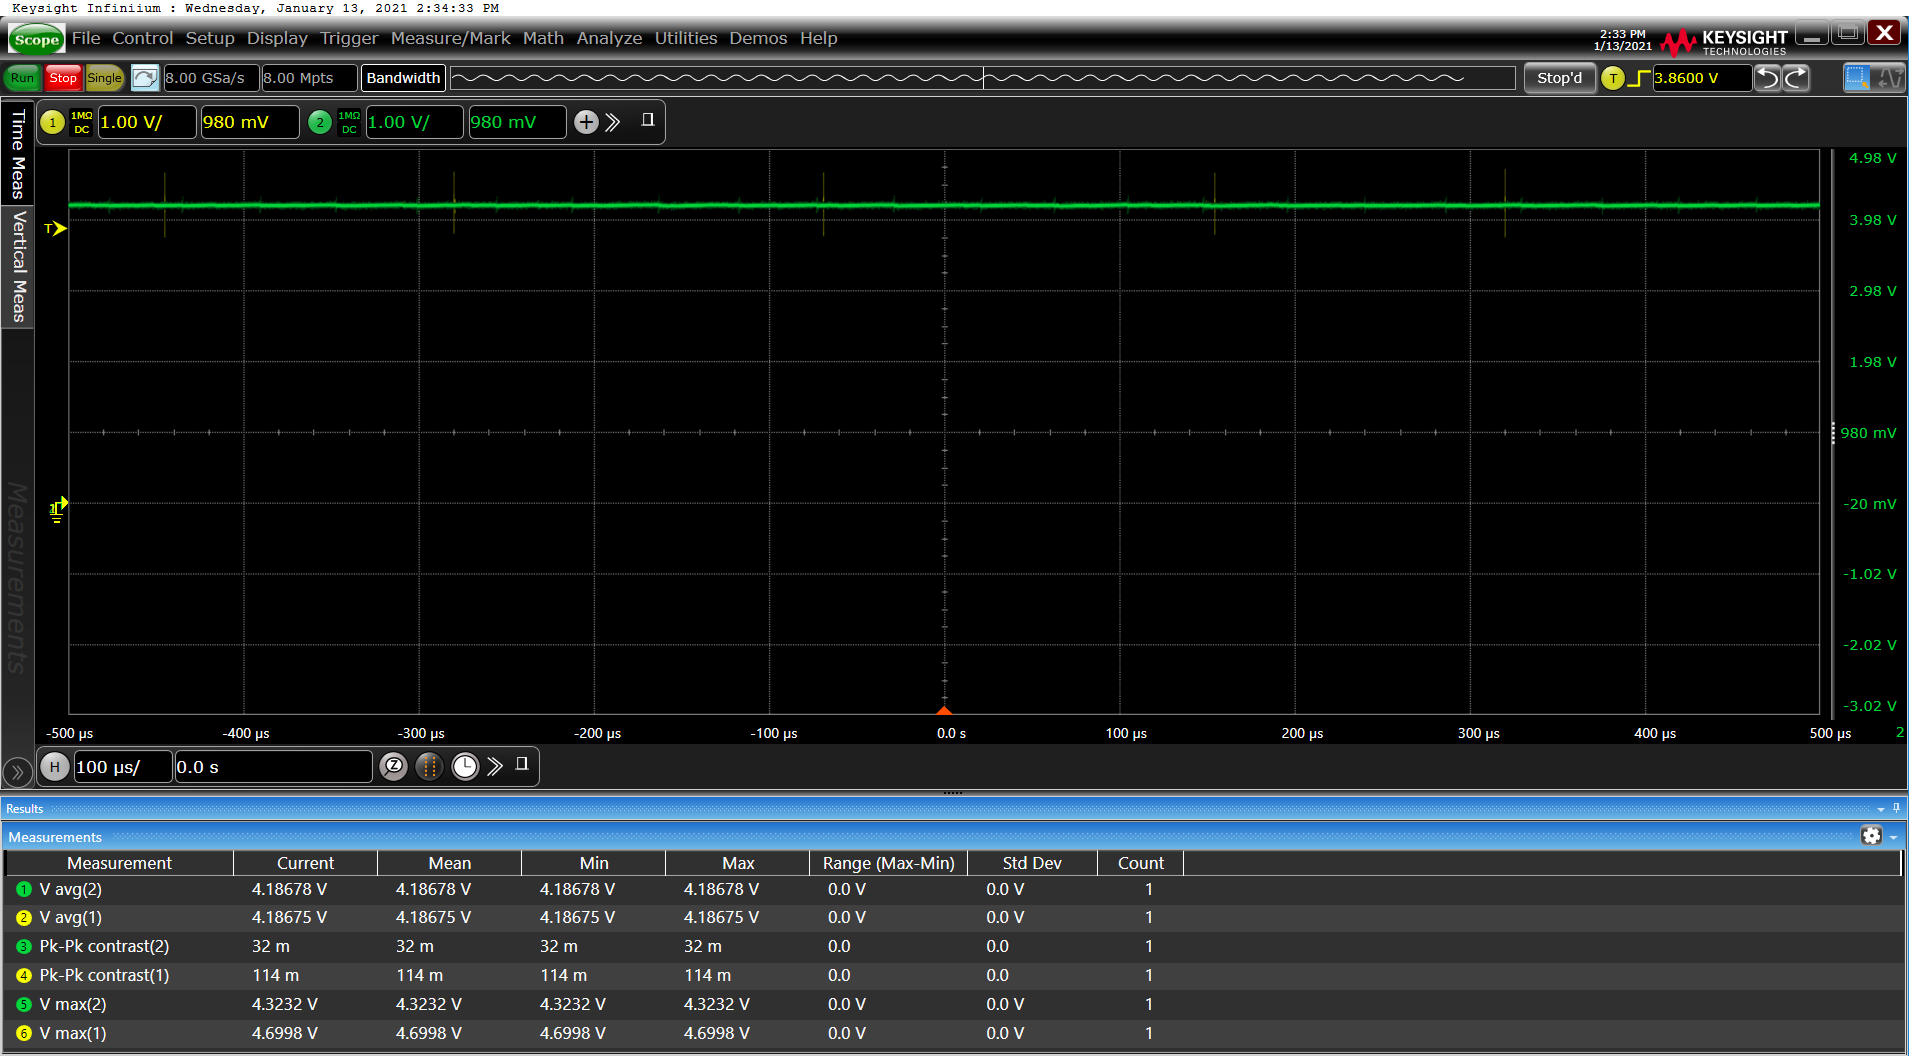 Keysight Infiniium : Wednesday, January 13, 2021 2:34:33 PM
Scope File Control Setup Display Trigger Measure/Mark Math Analyze Utilities Demos Help
2:33 PM
1/13/2021
KEYSIGHT
TECHNOLOGIES
Run Stop Single 8.00 GSa/s 8.00 Mpts Bandwidth Stop'd T 3.8600 V
1 1MΩ DC 1.00 V/ 980 mV 2 1MΩ DC 1.00 V/ 980 mV
Time Meas
Vertical Meas
Measurements
T
4.98 V
3.98 V
2.98 V
1.98 V
980 mV
-20 mV
-1.02 V
-2.02 V
-3.02 V
-500 µs -400 µs -300 µs -200 µs -100 µs 0.0 s 100 µs 200 µs 300 µs 400 µs 500 µs 2
H 100 µs/ 0.0 s Z
Results
Measurements
Measurement Current Mean Min Max Range (Max-Min) Std Dev Count
1 V avg(2) 4.18678 V 4.18678 V 4.18678 V 4.18678 V 0.0 V 0.0 V 1
2 V avg(1) 4.18675 V 4.18675 V 4.18675 V 4.18675 V 0.0 V 0.0 V 1
3 Pk-Pk contrast(2) 32 m 32 m 32 m 32 m 0.0 0.0 1
4 Pk-Pk contrast(1) 114 m 114 m 114 m 114 m 0.0 0.0 1
5 V max(2) 4.3232 V 4.3232 V 4.3232 V 4.3232 V 0.0 V 0.0 V 1
6 V max(1) 4.6998 V 4.6998 V 4.6998 V 4.6998 V 0.0 V 0.0 V 1